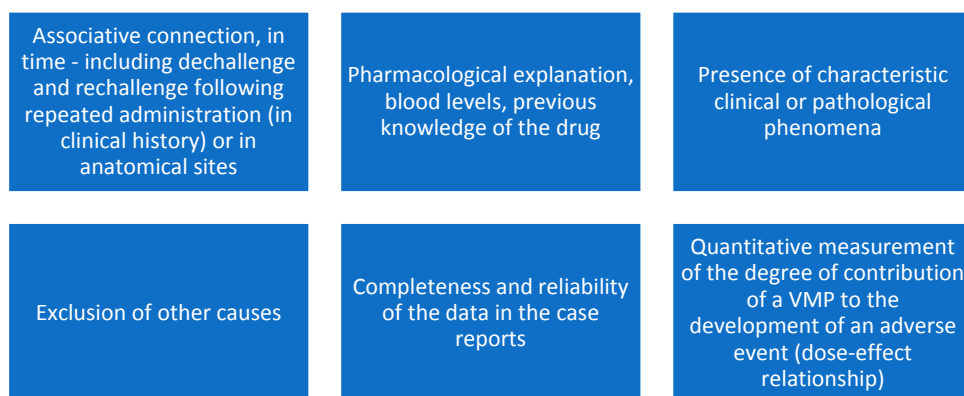 Associative connection, in
time - including dechallenge
and rechallenge following
repeated administration (in
clinical history) or in
anatomical sites
Pharmacological explanation,
blood levels, previous
knowledge of the drug
Presence of characteristic
clinical or pathological
phenomena
Exclusion of other causes
Completeness and reliability
of the data in the case
reports
Quantitative measurement
of the degree of contribution
of a VMP to the
development of an adverse
event (dose-effect
relationship)